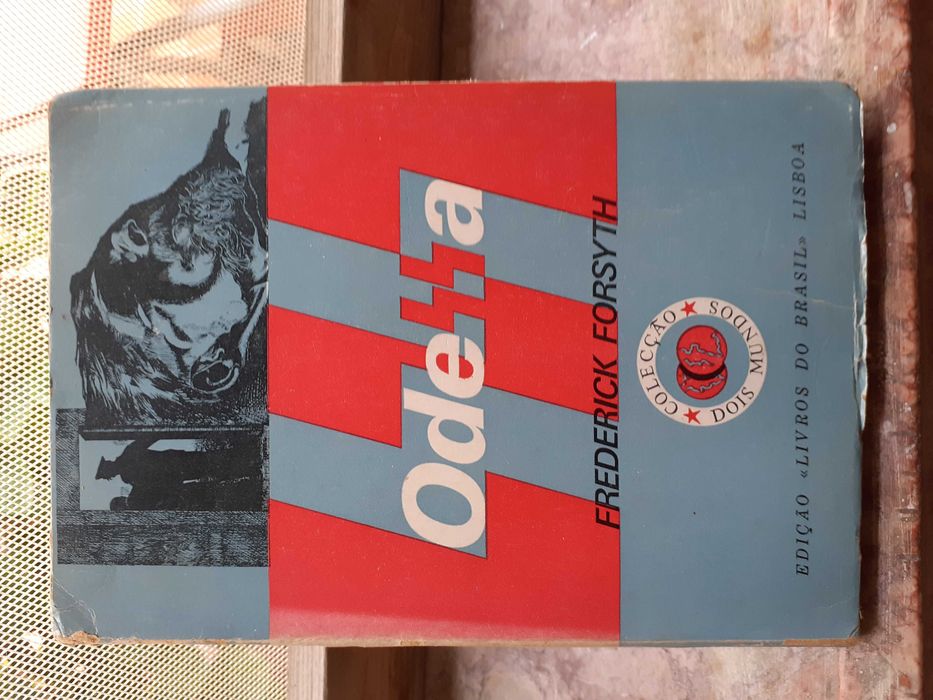 Odessa
FREDERICK FORSYTH
COLECÇÃO
DOIS MUNDOS
EDIÇÃO «LIVROS DO BRASIL» LISBOA